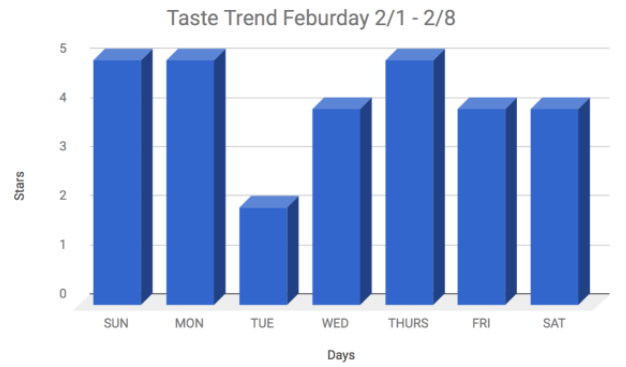 Taste Trend Feburday 2/1 - 2/8
5
4
3
2
1
0
Stars
SUN MON TUE WED THURS FRI SAT
Days